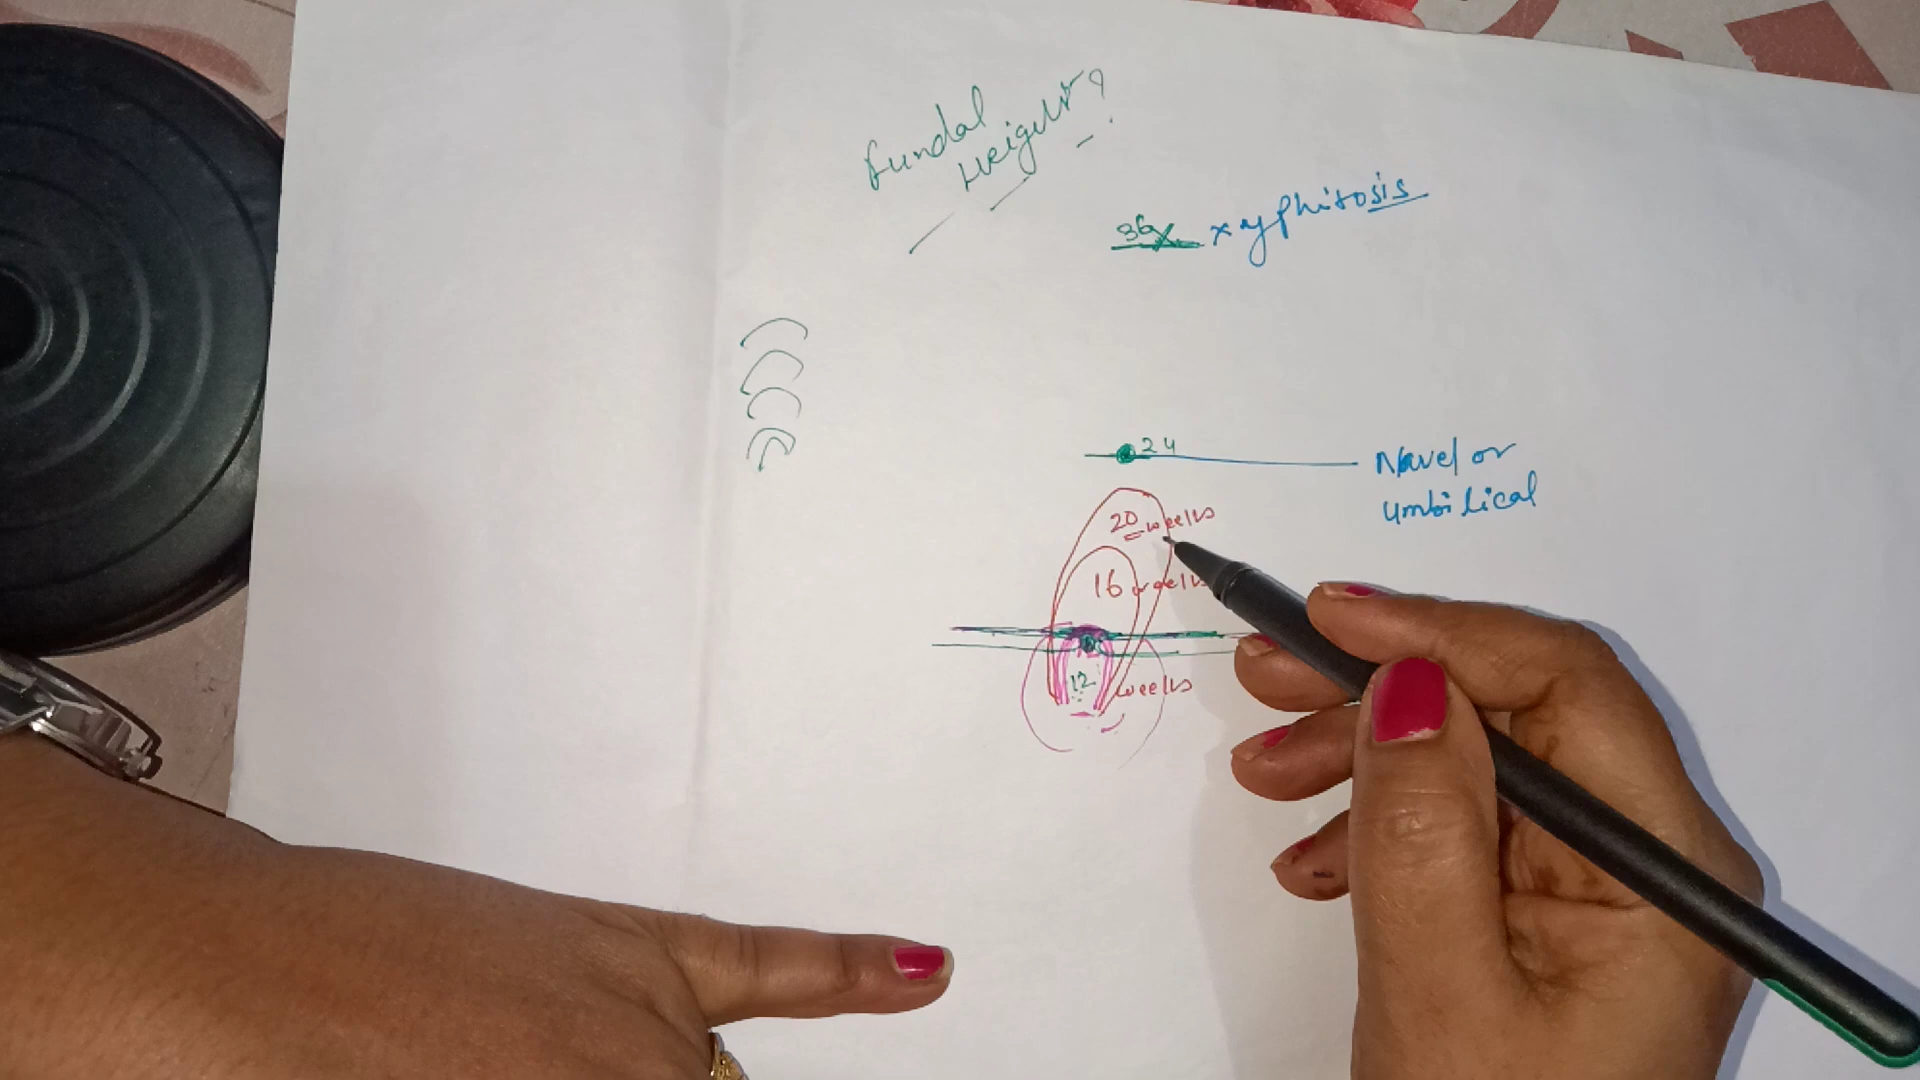 Fundal
Height?
36 xyphitosis
24
Navel or
umbilical
20 weeks
16 weeks
12 weeks